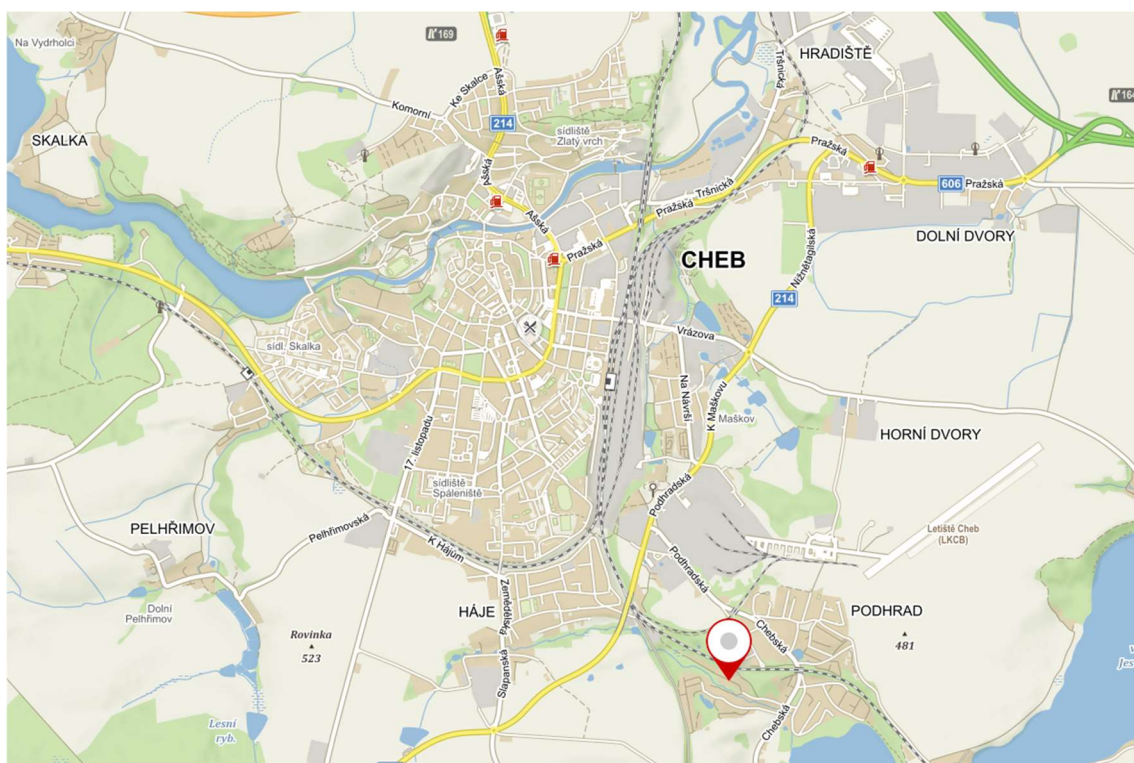 Na Vydrholci
169
HRADIŠTĚ
Tršnická
Ašská
Ke Skalce
Komorní
214
sídliště
Zlatý vrch
164
SKALKA
Ašská
Pražská
606
Pražská
Pražská Tršnická
Ašská
Pražská
DOLNÍ DVORY
CHEB
Nižnětagilská
214
Vrázova
sídl. Skalka
Na Návrší
K Maškovu
Maškov
17. listopadu
HORNÍ DVORY
sídliště
Spáleniště
Podhradská
PELHŘIMOV
Pelhřimovská
K Hájům
Letiště Cheb
(LKCB)
Podhradská
Zemědělská
Dolní
Pelhřimov
HÁJE
Chebská
PODHRAD
Rovinka
523
481
Slapanská
Jes
Lesní
ryb.
Chebská